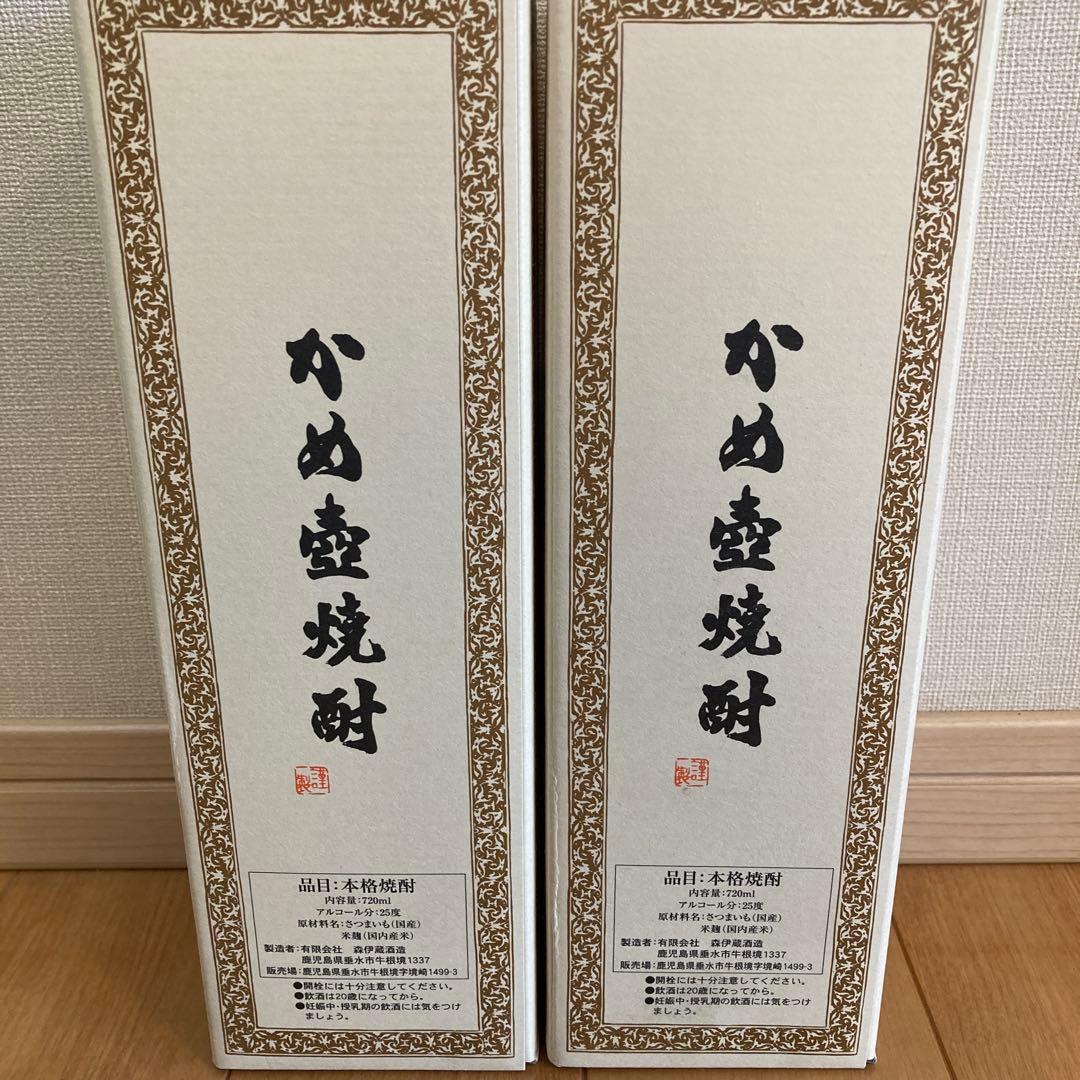 かめ壺焼酎
謹製
品目：本格焼酎
内容量：720ml
アルコール分：25度
原材料名：さつまいも（国産）
米麹（国内産米）
製造者：有限会社　森伊蔵酒造
鹿児島県垂水市牛根境1337
販売場：鹿児島県垂水市牛根境字境崎1499-3
●開栓には十分注意してください。
●飲酒は20歳になってから。
●妊娠中・授乳期の飲酒には気をつけ
ましょう。
かめ壺焼酎
謹製
品目：本格焼酎
内容量：720ml
アルコール分：25度
原材料名：さつまいも（国産）
米麹（国内産米）
製造者：有限会社　森伊蔵酒造
鹿児島県垂水市牛根境1337
販売場：鹿児島県垂水市牛根境字境崎1499-3
●開栓には十分注意してください。
●飲酒は20歳になってから。
●妊娠中・授乳期の飲酒には気をつけ
ましょう。